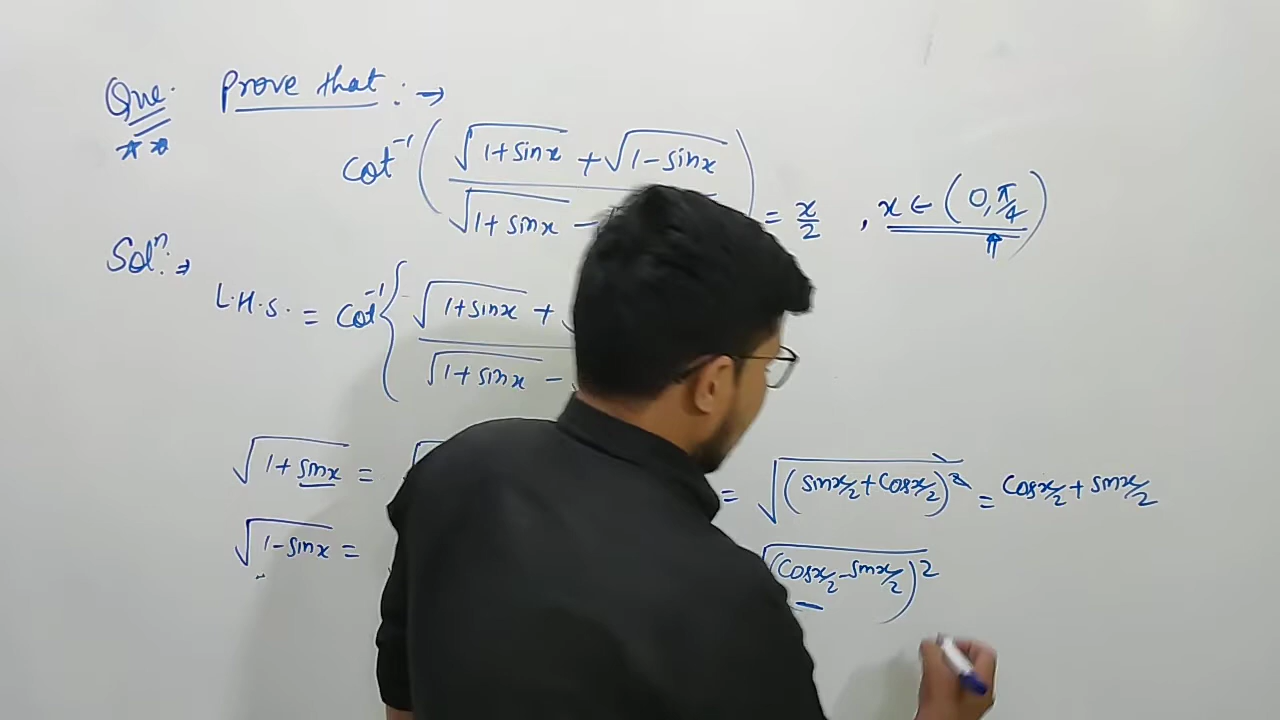 Que. Prove that :→
cot⁻¹ ( √(1+sinx) + √(1-sinx) / √(1+sinx) - ) = x/2 , x ∈ (0, π/4)
Solⁿ. ⇒
L.H.S. = cot⁻¹ { √(1+sinx) + / √(1+sinx) -
√(1+sinx) = = √((sinx/2+cosx/2)²) = cosx/2+sinx/2
√(1-sinx) = √((cosx/2-sinx/2)²)